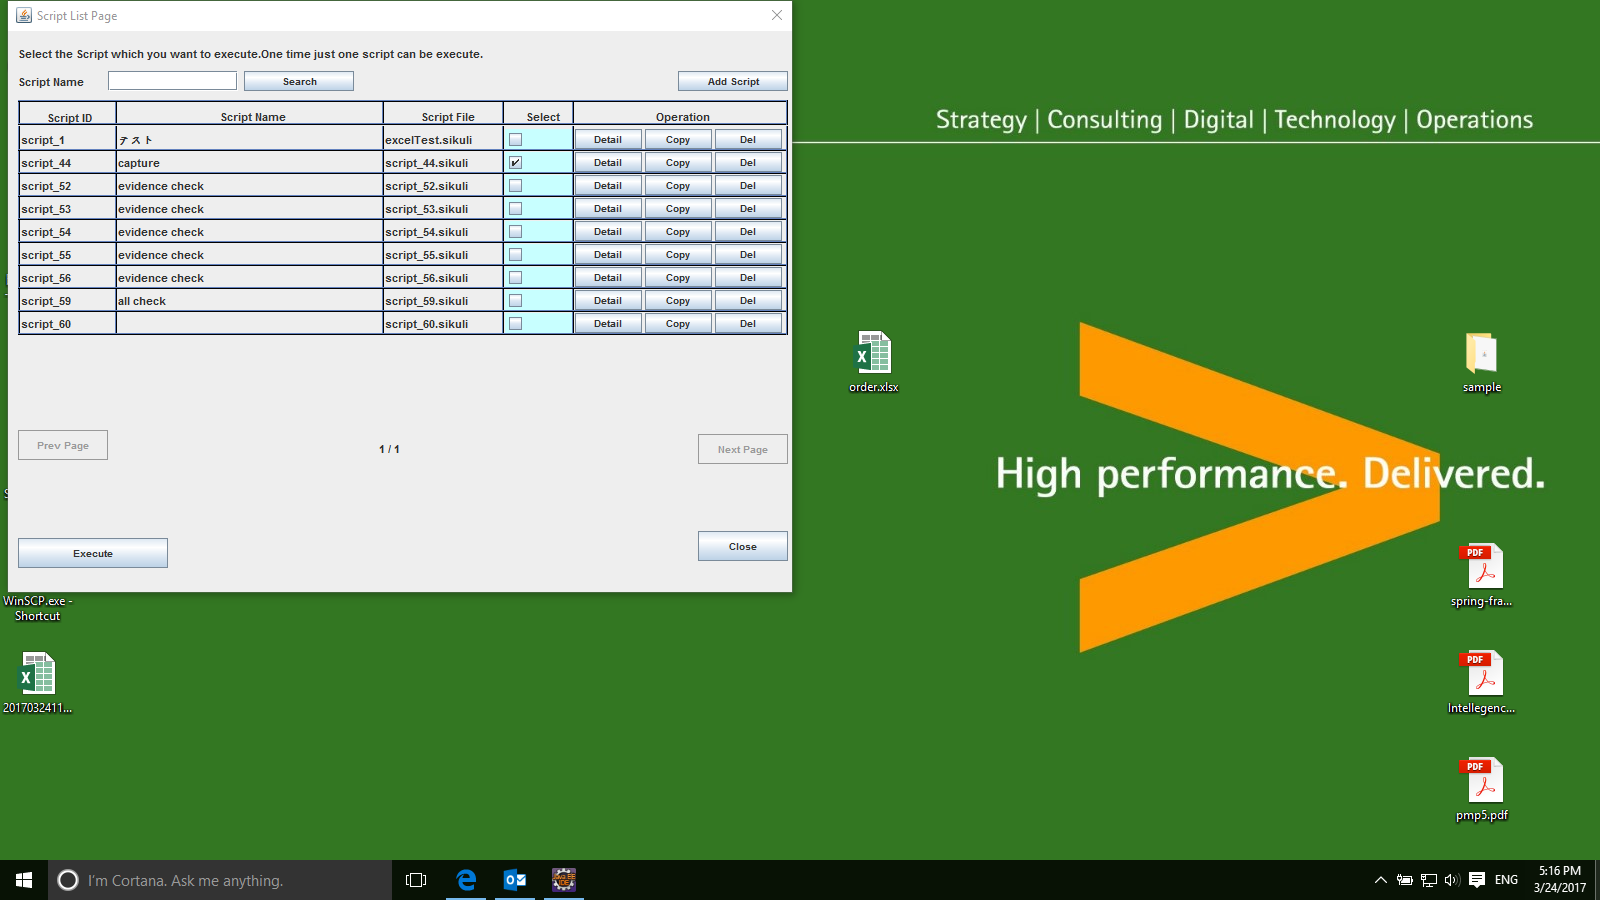 Script List Page
Select the Script which you want to execute.One time just one script can be execute.
Script Name Search Add Script
Script ID Script Name Script File Select Operation
script_1 テスト excelTest.sikuli Detail Copy Del
script_44 capture script_44.sikuli Detail Copy Del
script_52 evidence check script_52.sikuli Detail Copy Del
script_53 evidence check script_53.sikuli Detail Copy Del
script_54 evidence check script_54.sikuli Detail Copy Del
script_55 evidence check script_55.sikuli Detail Copy Del
script_56 evidence check script_56.sikuli Detail Copy Del
script_59 all check script_59.sikuli Detail Copy Del
script_60 script_60.sikuli Detail Copy Del
Prev Page 1 / 1 Next Page
Execute Close
Strategy | Consulting | Digital | Technology | Operations
order.xlsx
sample
High performance. Delivered.
WinSCP.exe -
Shortcut
2017032411...
PDF
spring-fra...
PDF
Intellegenc...
PDF
pmp5.pdf
I'm Cortana. Ask me anything.
ENG
5:16 PM
3/24/2017